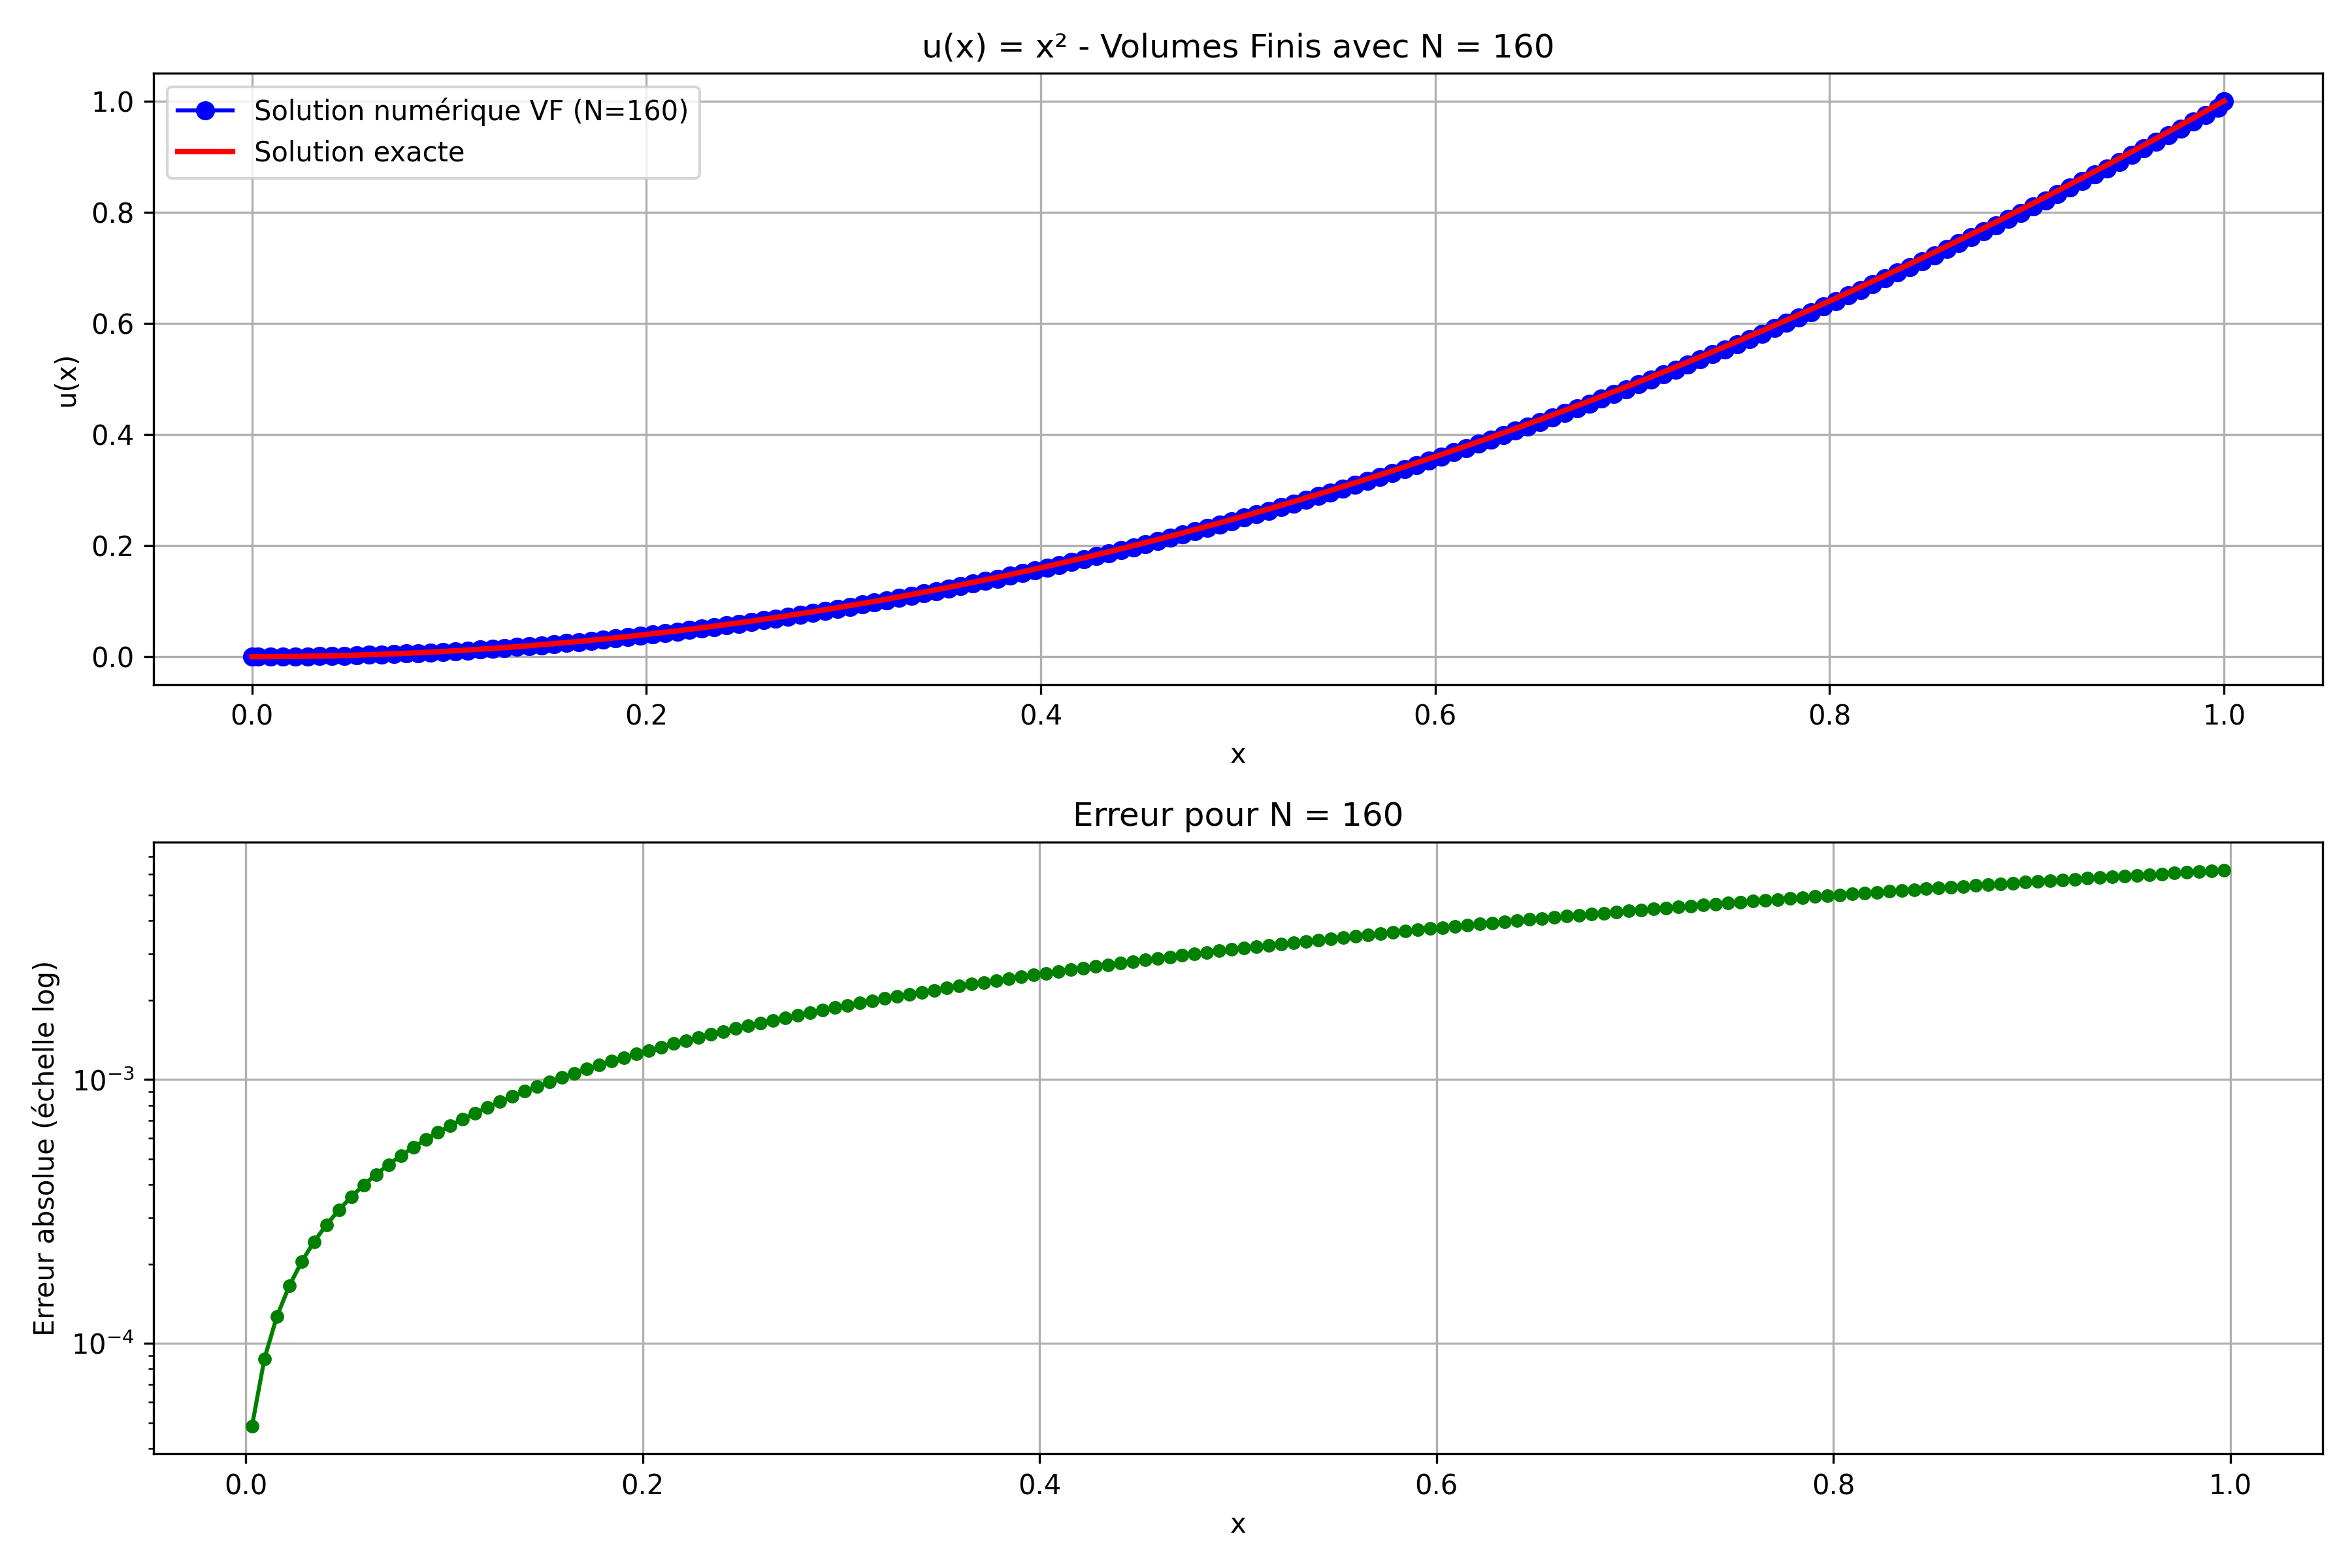 u(x) = x² - Volumes Finis avec N = 160
Solution numérique VF (N=160)
Solution exacte
u(x)
1.0
0.8
0.6
0.4
0.2
0.0
0.0 0.2 0.4 0.6 0.8 1.0
x
Erreur pour N = 160
Erreur absolue (échelle log)
10⁻³
10⁻⁴
0.0 0.2 0.4 0.6 0.8 1.0
x